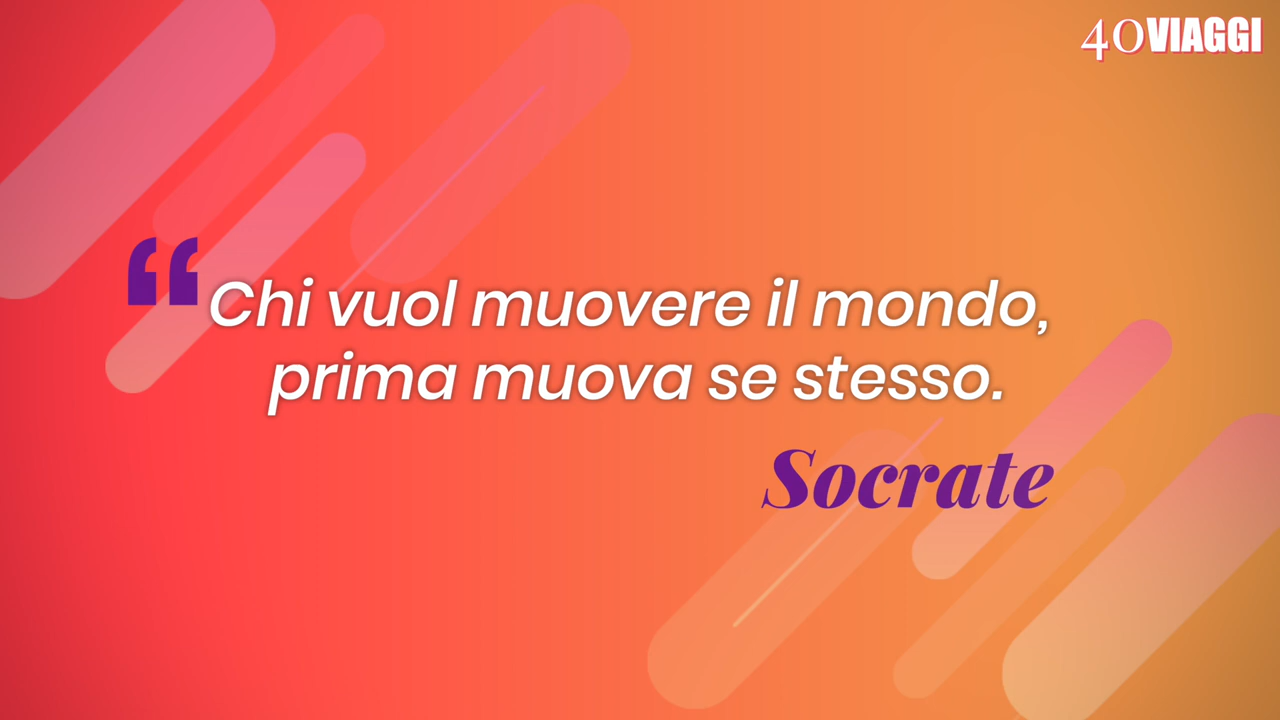 40VIAGGI
“Chi vuol muovere il mondo,
prima muova se stesso.
Socrate